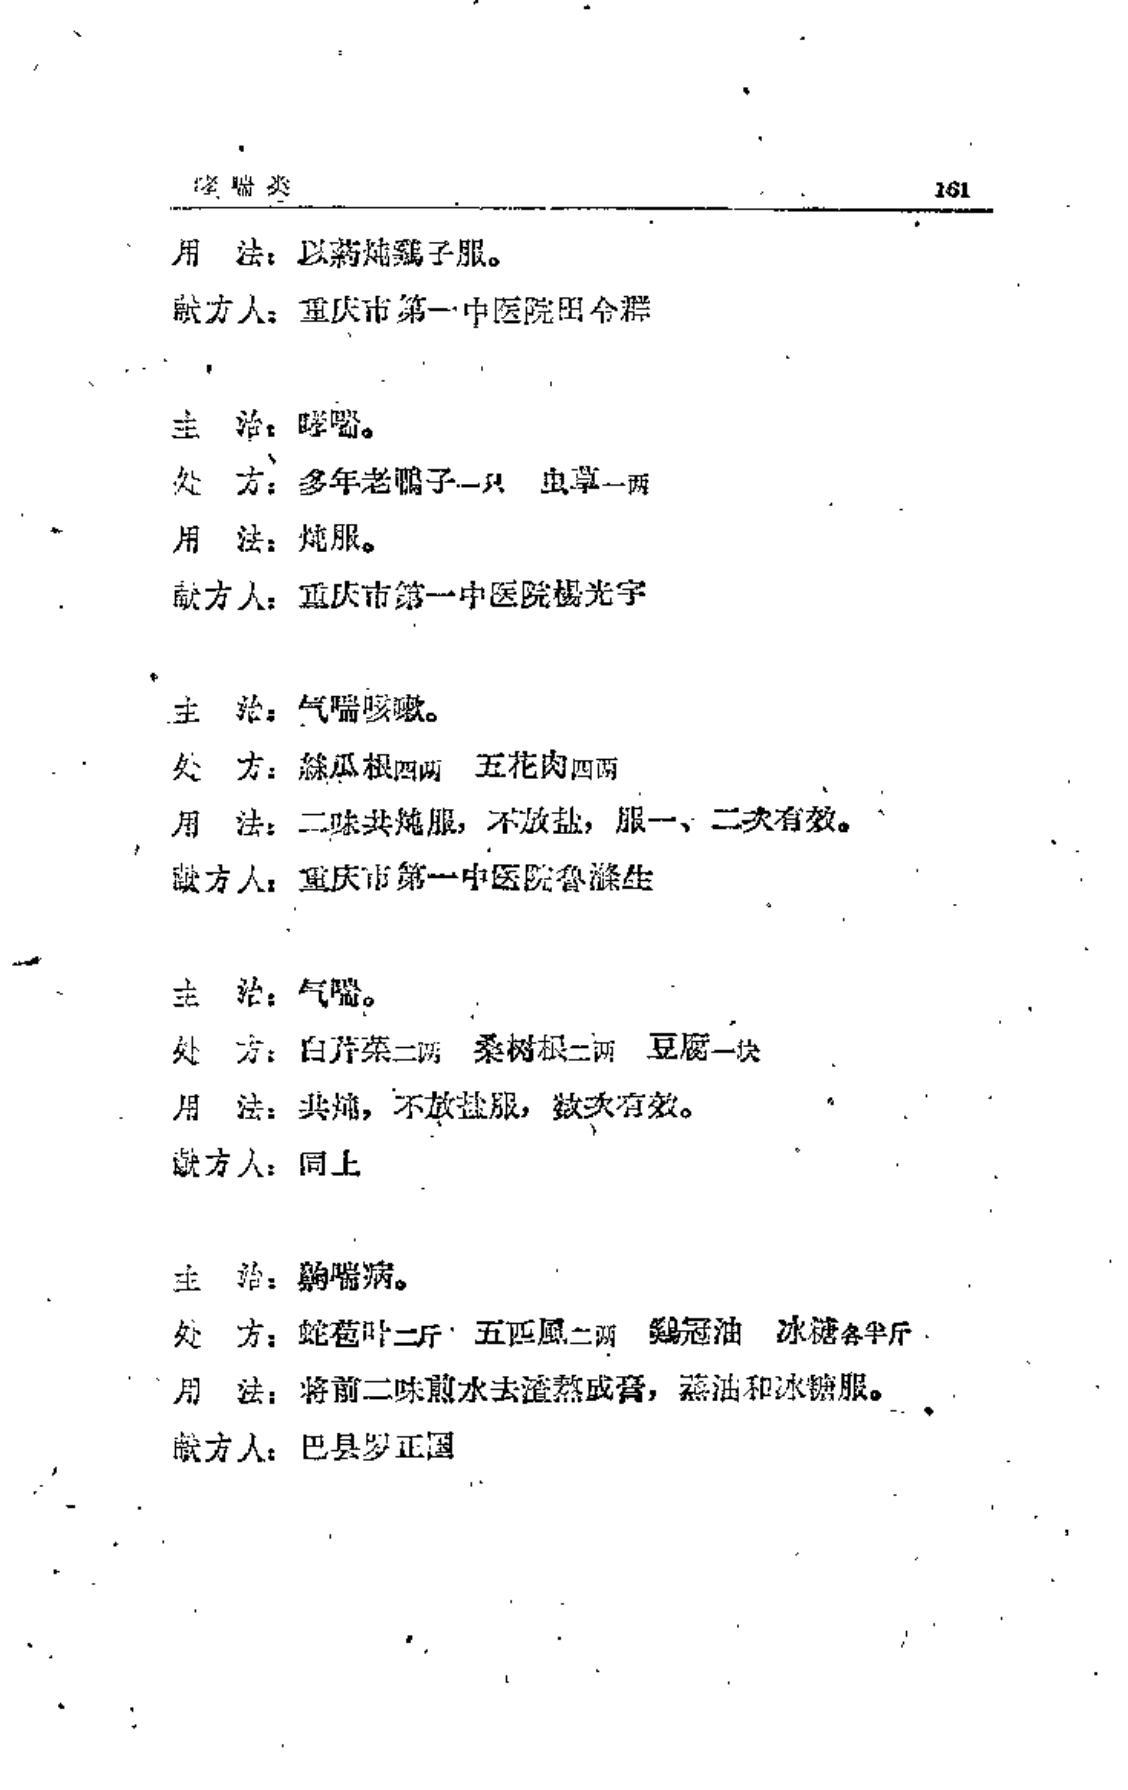 哮喘类 161
用　法：以药炖鷄子服。
献方人：重庆市第一中医院田令群
主　治：哮喘。
处　方：多年老鴨子一只　虫草一两
用　法：炖服。
献方人：重庆市第一中医院楊光宇
主　治：气喘咳嗽。
处　方：絲瓜根四两　五花肉四两
用　法：二味共炖服，不放盐，服一、二次有效。
献方人：重庆市第一中医院魯滌生
主　治：气喘。
处　方：白芹菜二两　桑树根二两　豆腐一块
用　法：共炖，不放盐服，数次有效。
献方人：同上
主　治：齁喘病。
处　方：蛇苞叶二斤　五匹風二两　鷄冠油　冰糖各半斤
用　法：将前二味煎水去渣熬成膏，蒸油和冰糖服。
献方人：巴县罗正国